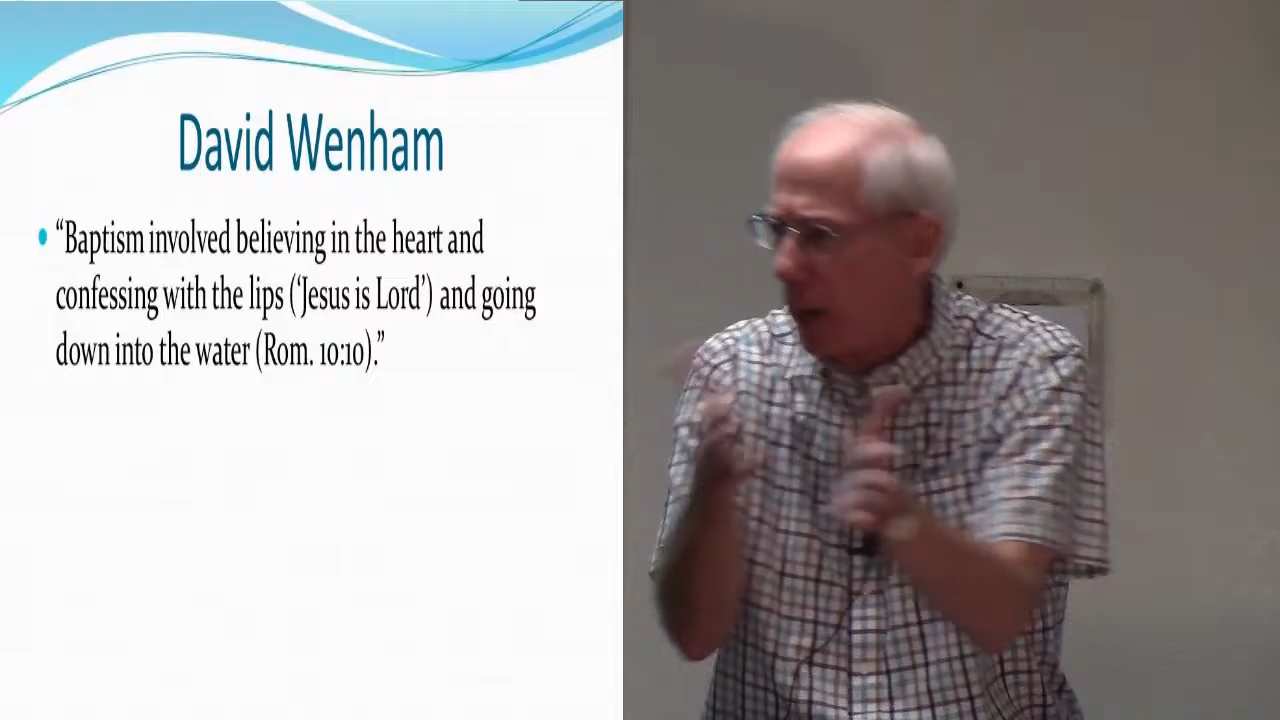 David Wenham
• “Baptism involved believing in the heart and
confessing with the lips (‘Jesus is Lord’) and going
down into the water (Rom. 10:10).”